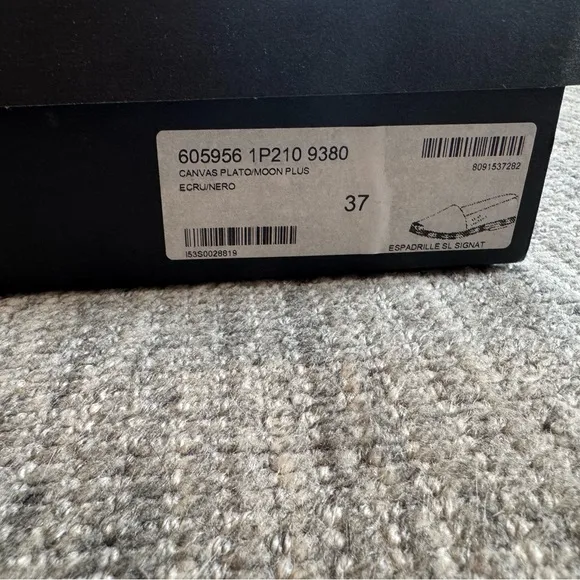 605956 1P210 9380
CANVAS PLATO/MOON PLUS
ECRU/NERO
37
8091537282
I53S0028819
ESPADRILLE SL SIGNAT